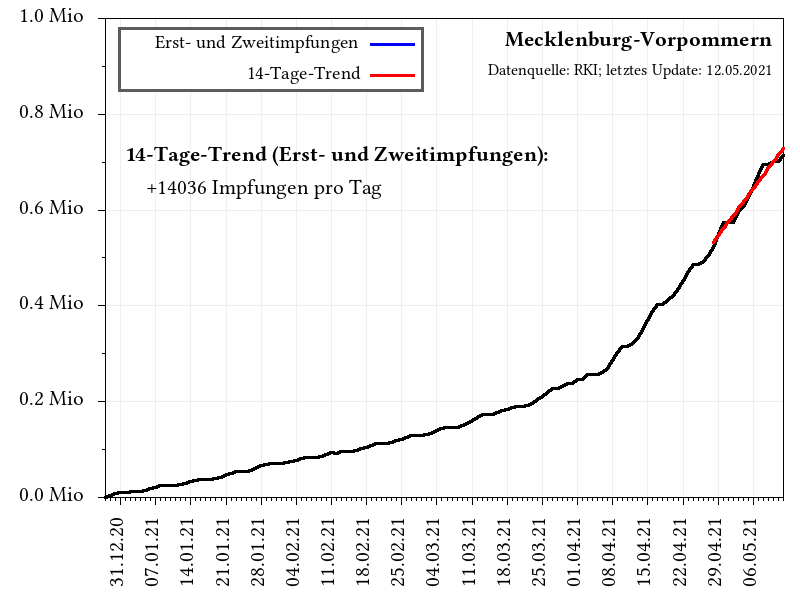 1.0 Mio
0.8 Mio
0.6 Mio
0.4 Mio
0.2 Mio
0.0 Mio
Erst- und Zweitimpfungen
14-Tage-Trend
Mecklenburg-Vorpommern
Datenquelle: RKI; letztes Update: 12.05.2021
14-Tage-Trend (Erst- und Zweitimpfungen):
+14036 Impfungen pro Tag
31.12.20
07.01.21
14.01.21
21.01.21
28.01.21
04.02.21
11.02.21
18.02.21
25.02.21
04.03.21
11.03.21
18.03.21
25.03.21
01.04.21
08.04.21
15.04.21
22.04.21
29.04.21
06.05.21